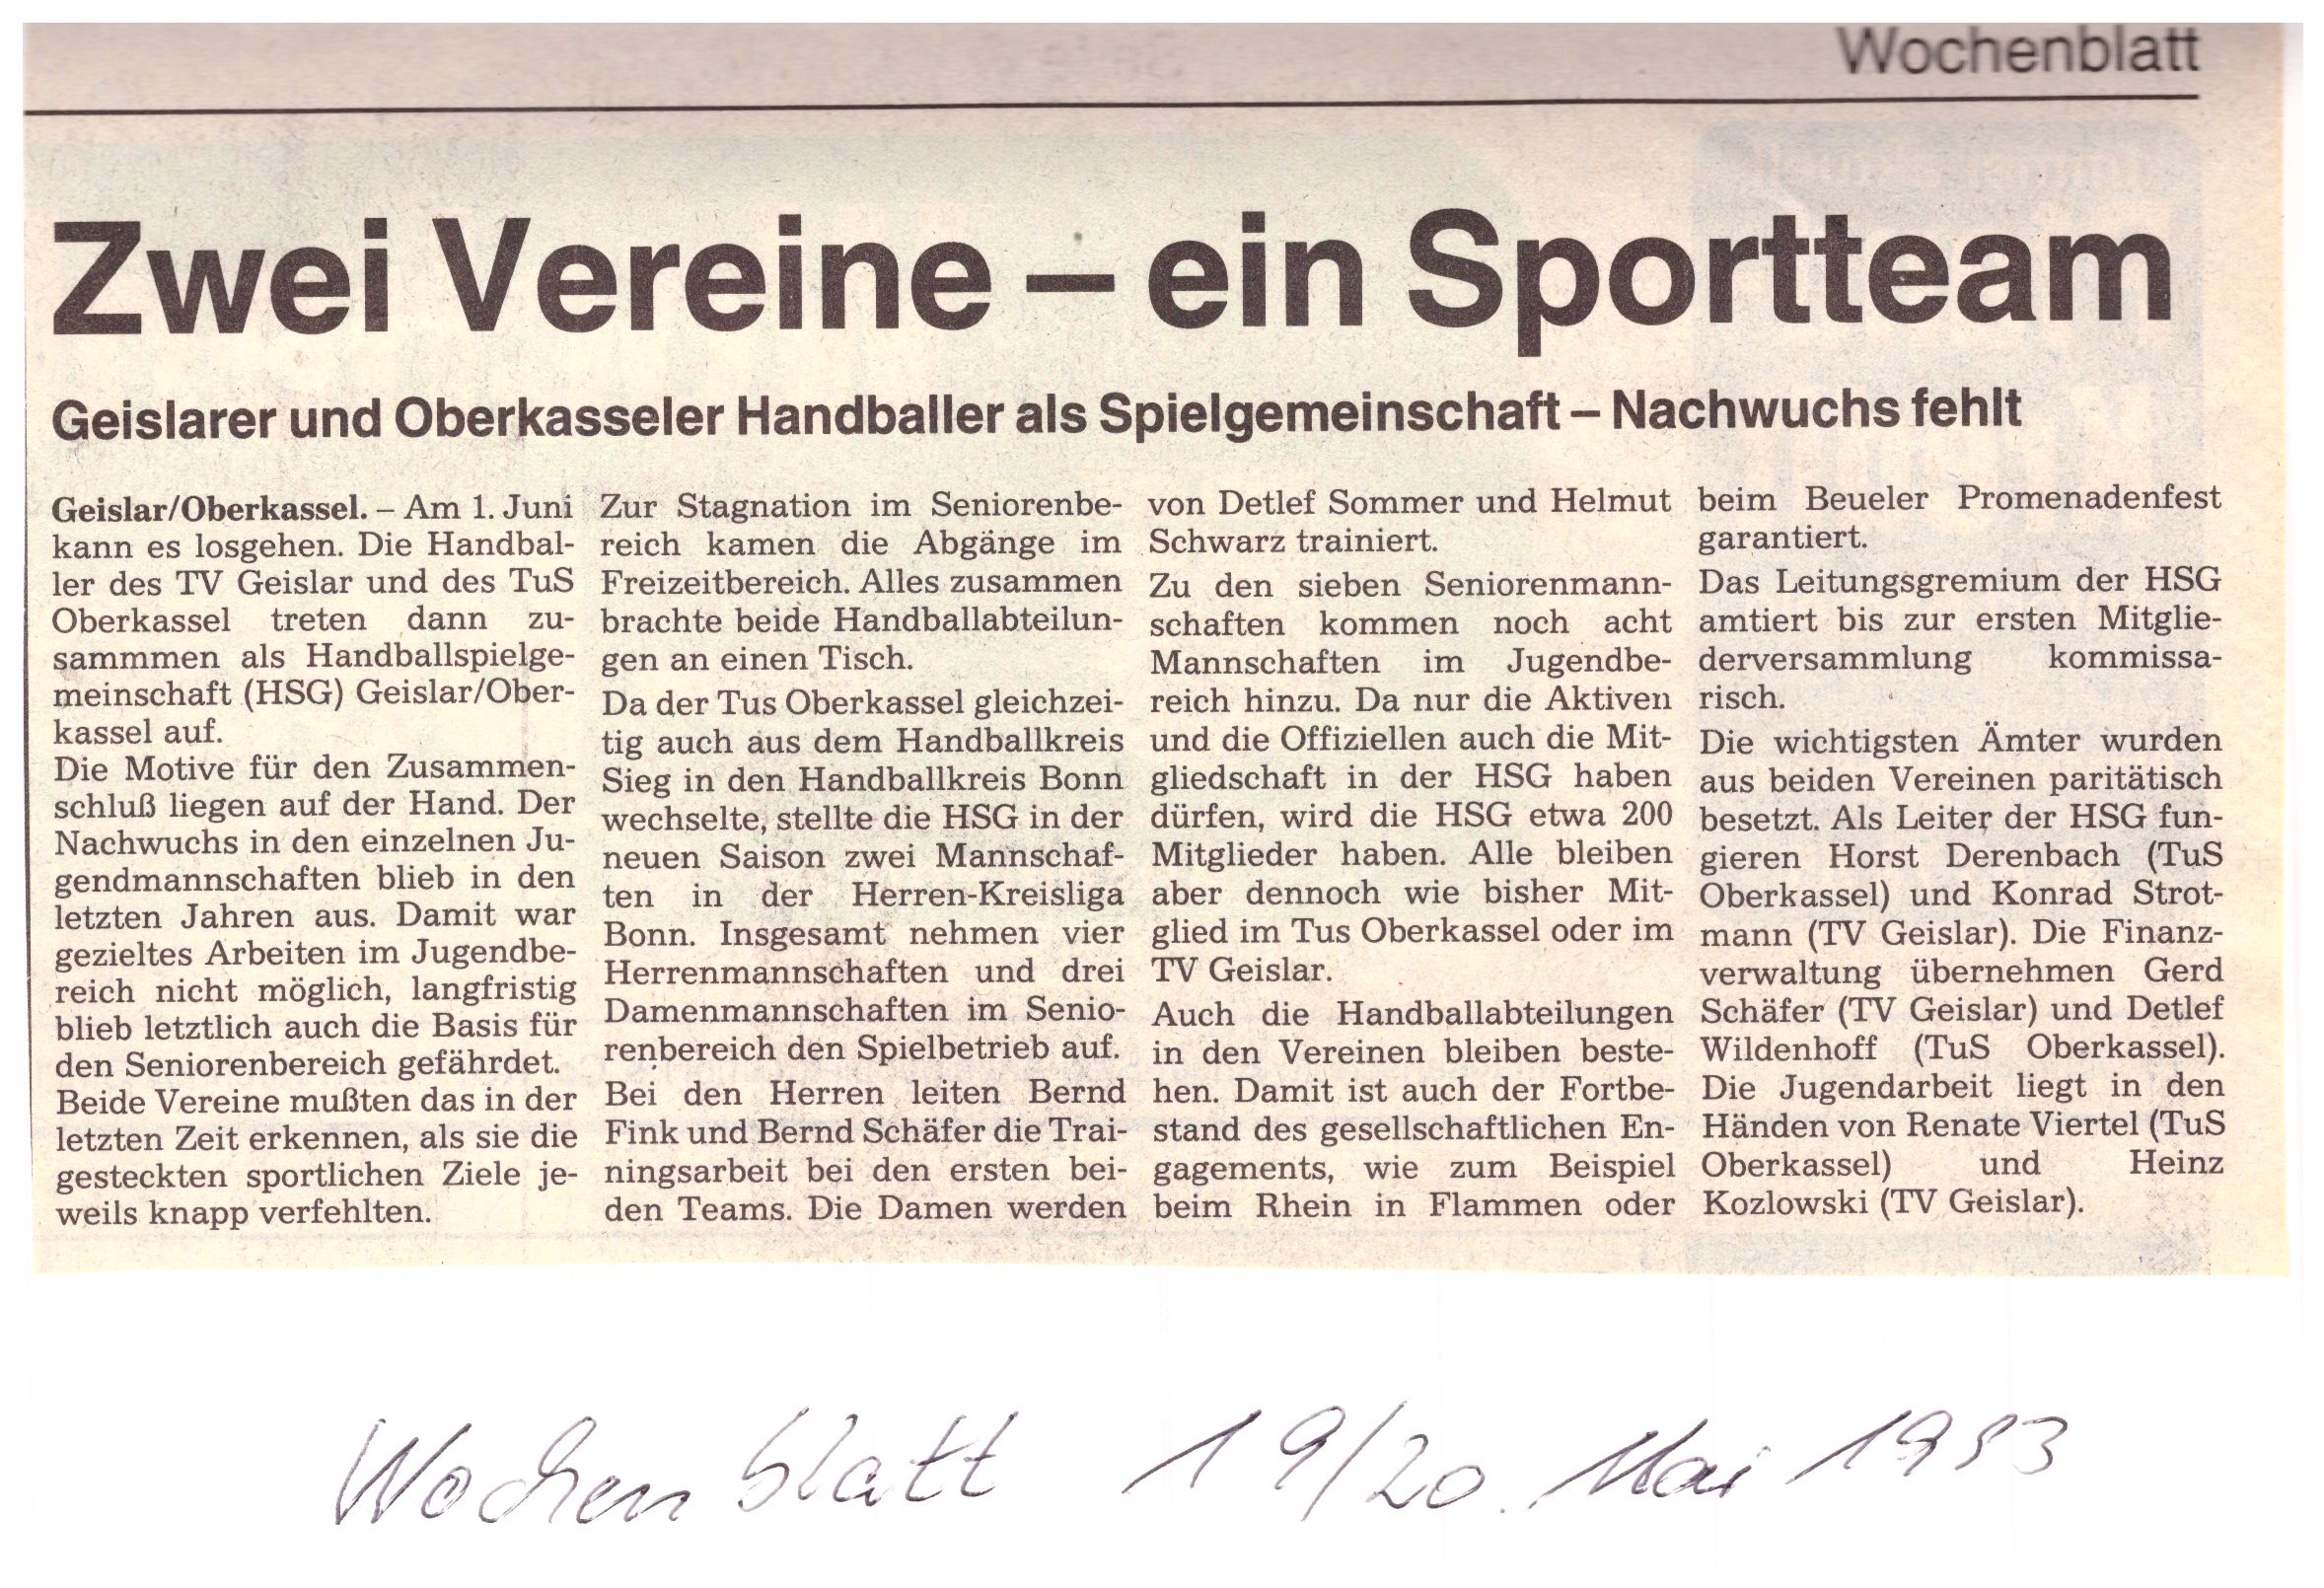 Wochenblatt
Zwei Vereine – ein Sportteam
Geislarer und Oberkasseler Handballer als Spielgemeinschaft – Nachwuchs fehlt
Geislar/Oberkassel. – Am 1. Juni
kann es losgehen. Die Handbal-
ler des TV Geislar und des TuS
Oberkassel treten dann zu-
sammmen als Handballspielge-
meinschaft (HSG) Geislar/Ober-
kassel auf.
Die Motive für den Zusammen-
schluß liegen auf der Hand. Der
Nachwuchs in den einzelnen Ju-
gendmannschaften blieb in den
letzten Jahren aus. Damit war
gezieltes Arbeiten im Jugendbe-
reich nicht möglich, langfristig
blieb letztlich auch die Basis für
den Seniorenbereich gefährdet.
Beide Vereine mußten das in der
letzten Zeit erkennen, als sie die
gesteckten sportlichen Ziele je-
weils knapp verfehlten.
Zur Stagnation im Seniorenbe-
reich kamen die Abgänge im
Freizeitbereich. Alles zusammen
brachte beide Handballabteilun-
gen an einen Tisch.
Da der Tus Oberkassel gleichzei-
tig auch aus dem Handballkreis
Sieg in den Handballkreis Bonn
wechselte, stellte die HSG in der
neuen Saison zwei Mannschaf-
ten in der Herren-Kreisliga
Bonn. Insgesamt nehmen vier
Herrenmannschaften und drei
Damenmannschaften im Senio-
renbereich den Spielbetrieb auf.
Bei den Herren leiten Bernd
Fink und Bernd Schäfer die Trai-
ningsarbeit bei den ersten bei-
den Teams. Die Damen werden
von Detlef Sommer und Helmut
Schwarz trainiert.
Zu den sieben Seniorenmann-
schaften kommen noch acht
Mannschaften im Jugendbe-
reich hinzu. Da nur die Aktiven
und die Offiziellen auch die Mit-
gliedschaft in der HSG haben
dürfen, wird die HSG etwa 200
Mitglieder haben. Alle bleiben
aber dennoch wie bisher Mit-
glied im Tus Oberkassel oder im
TV Geislar.
Auch die Handballabteilungen
in den Vereinen bleiben beste-
hen. Damit ist auch der Fortbe-
stand des gesellschaftlichen En-
gagements, wie zum Beispiel
beim Rhein in Flammen oder
beim Beueler Promenadenfest
garantiert.
Das Leitungsgremium der HSG
amtiert bis zur ersten Mitglie-
derversammlung kommissa-
risch.
Die wichtigsten Ämter wurden
aus beiden Vereinen paritätisch
besetzt. Als Leiter der HSG fun-
gieren Horst Derenbach (TuS
Oberkassel) und Konrad Strot-
mann (TV Geislar). Die Finanz-
verwaltung übernehmen Gerd
Schäfer (TV Geislar) und Detlef
Wildenhoff (TuS Oberkassel).
Die Jugendarbeit liegt in den
Händen von Renate Viertel (TuS
Oberkassel) und Heinz
Kozlowski (TV Geislar).
Wochenblatt 19/20. Mai 1993